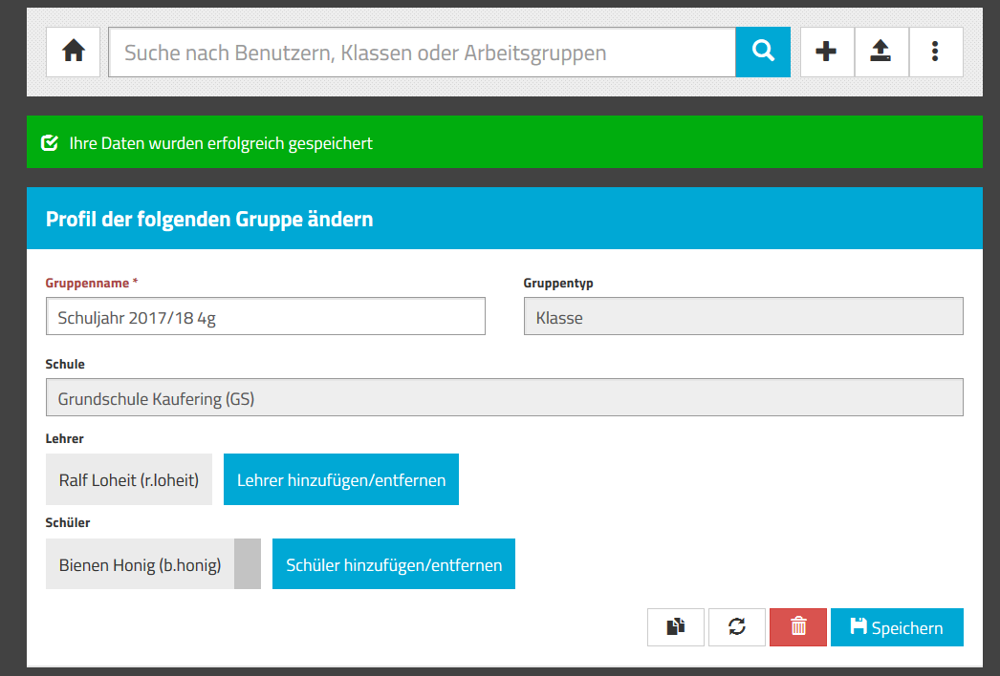 Suche nach Benutzern, Klassen oder Arbeitsgruppen
Ihre Daten wurden erfolgreich gespeichert
Profil der folgenden Gruppe ändern
Gruppenname *
Gruppentyp
Schuljahr 2017/18 4g
Klasse
Schule
Grundschule Kaufering (GS)
Lehrer
Ralf Loheit (r.loheit)
Lehrer hinzufügen/entfernen
Schüler
Bienen Honig (b.honig)
Schüler hinzufügen/entfernen
Speichern